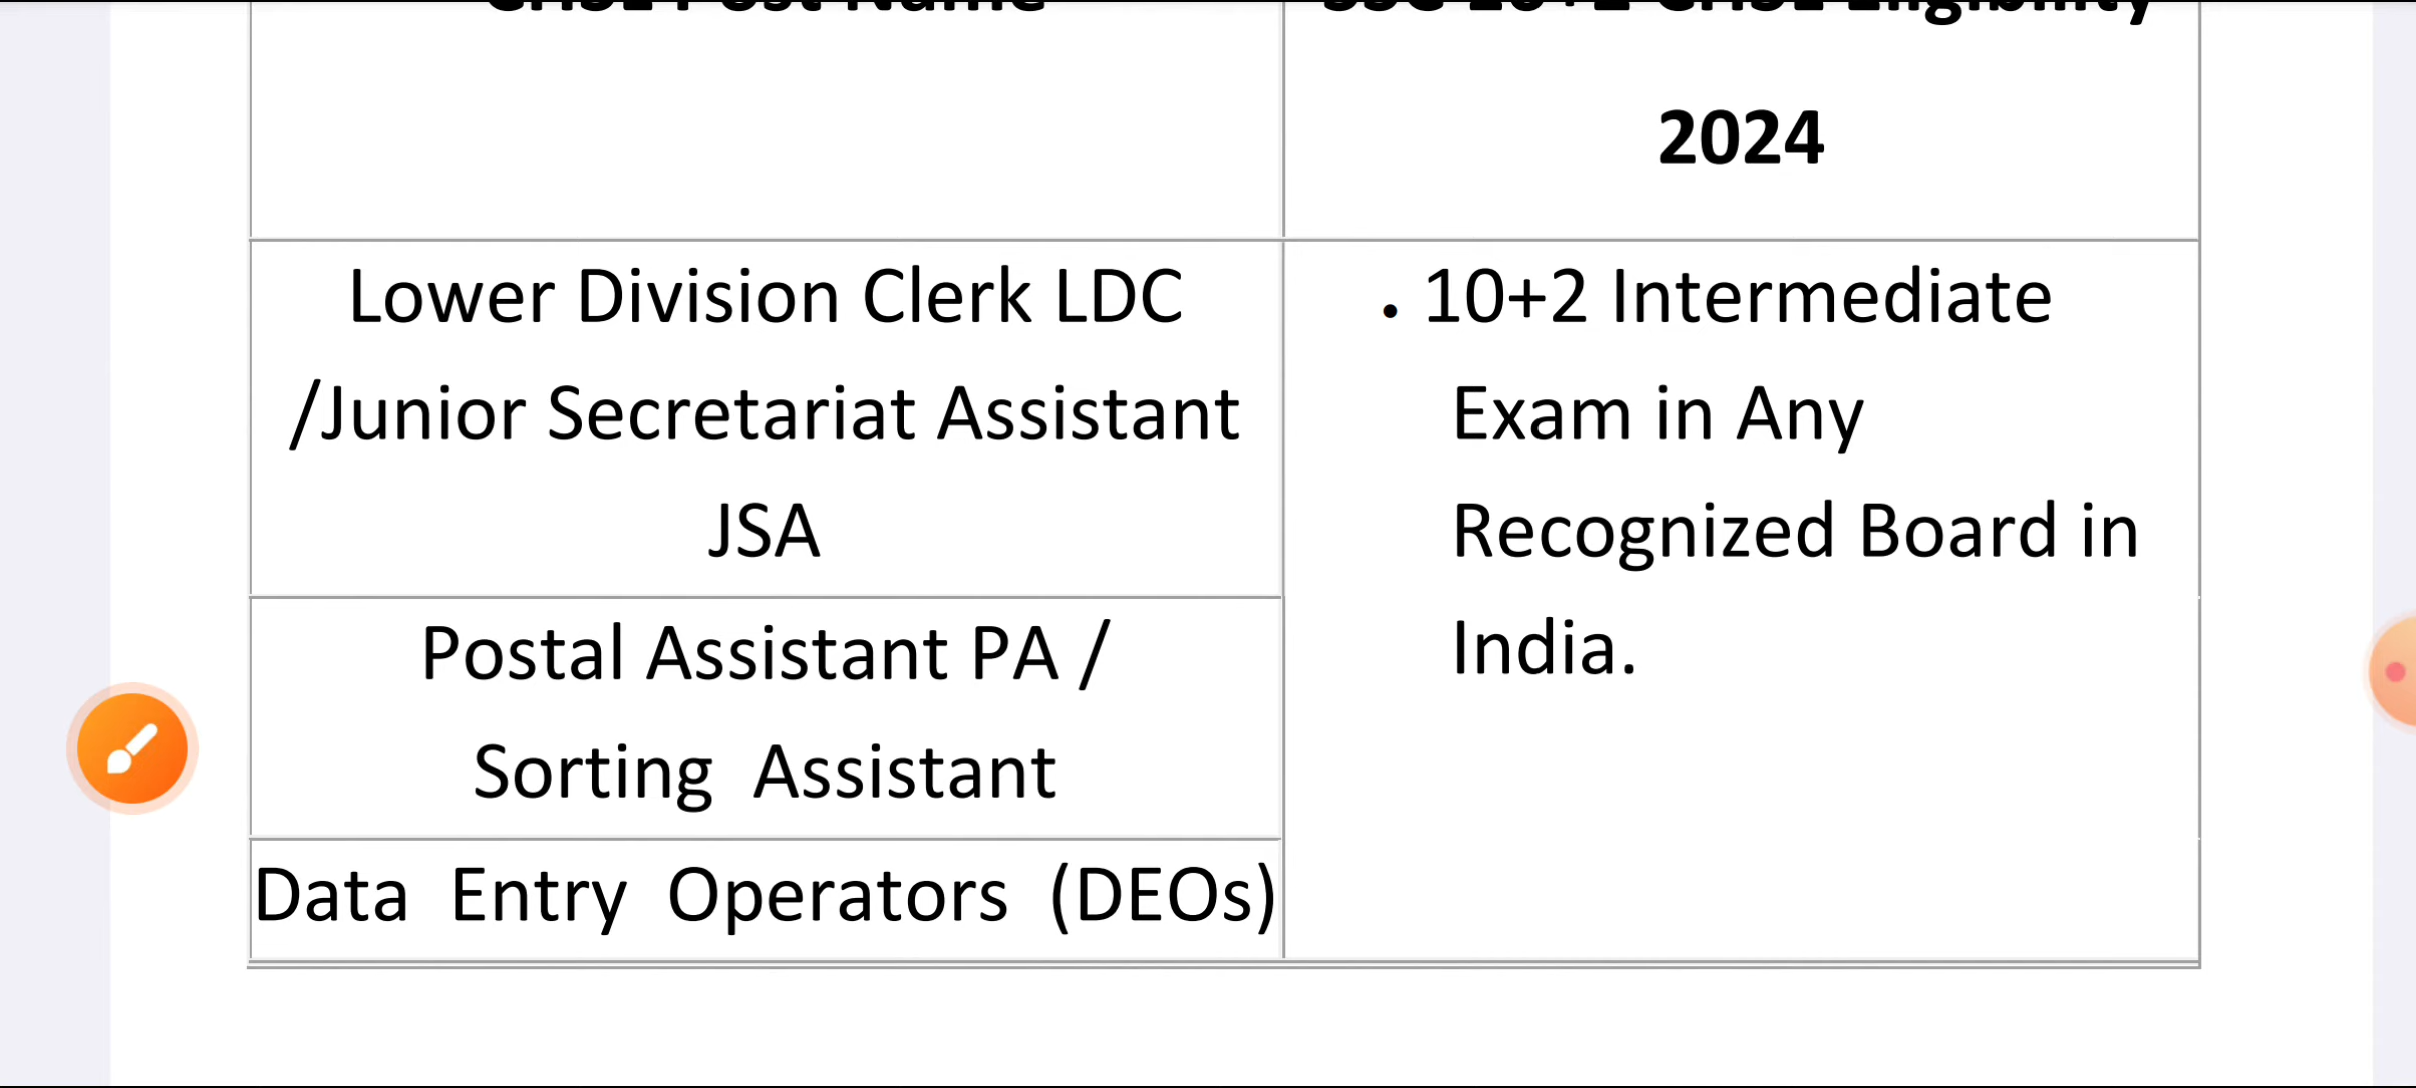 2024
Lower Division Clerk LDC
/Junior Secretariat Assistant
JSA
• 10+2 Intermediate
Exam in Any
Recognized Board in
India.
Postal Assistant PA /
Sorting Assistant
Data Entry Operators (DEOs)